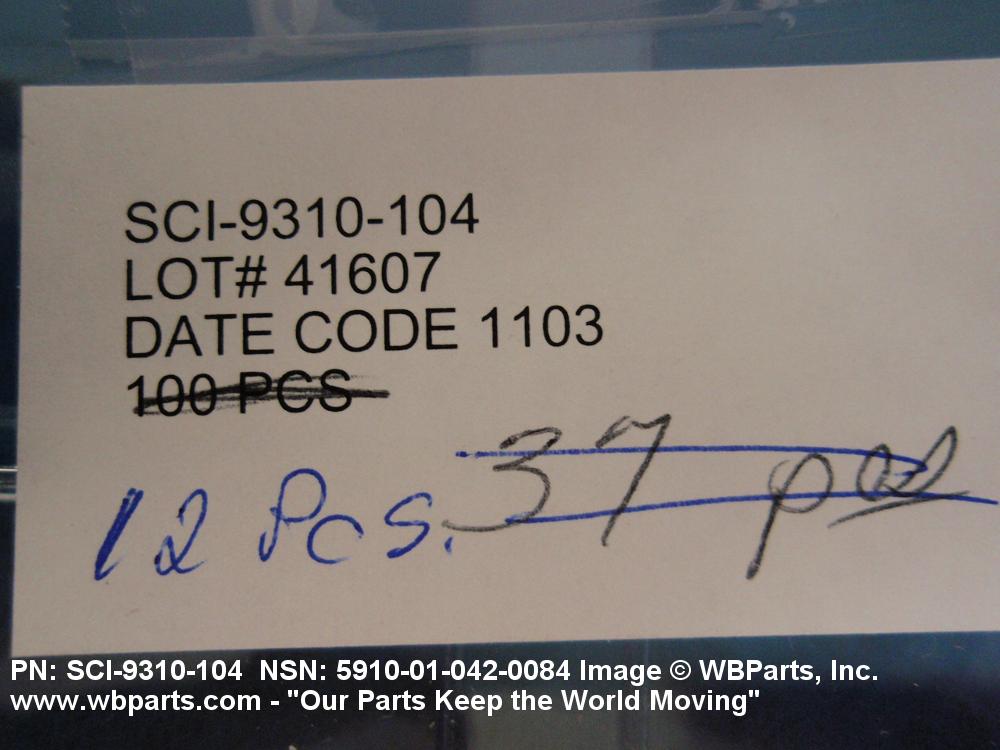 SCI-9310-104
LOT# 41607
DATE CODE 1103
100 PCS
37 pcs
12 Pcs.
PN: SCI-9310-104 NSN: 5910-01-042-0084 Image © WBParts, Inc.
www.wbparts.com - "Our Parts Keep the World Moving"